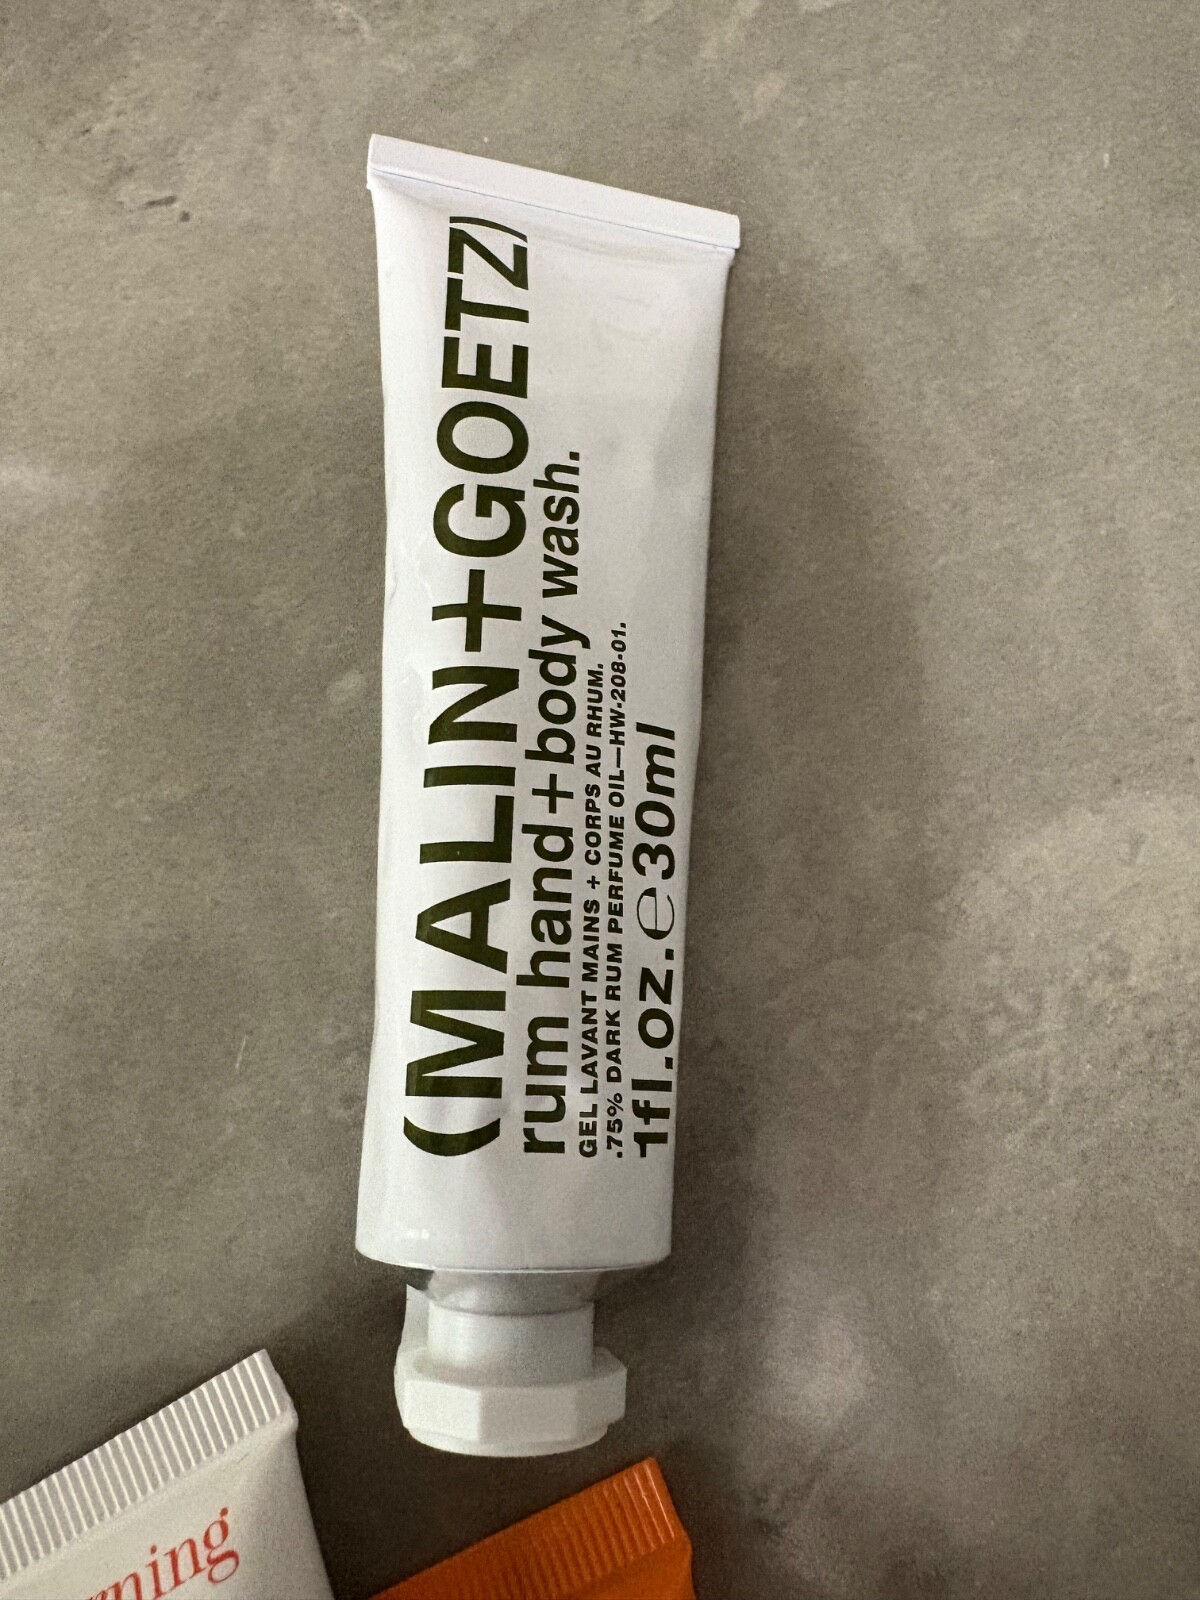 (MALIN+GOETZ)
rum hand+body wash.
GEL LAVANT MAINS + CORPS AU RHUM.
.75% DARK RUM PERFUME OIL—HW-208-01.
1fl.oz.℮30ml